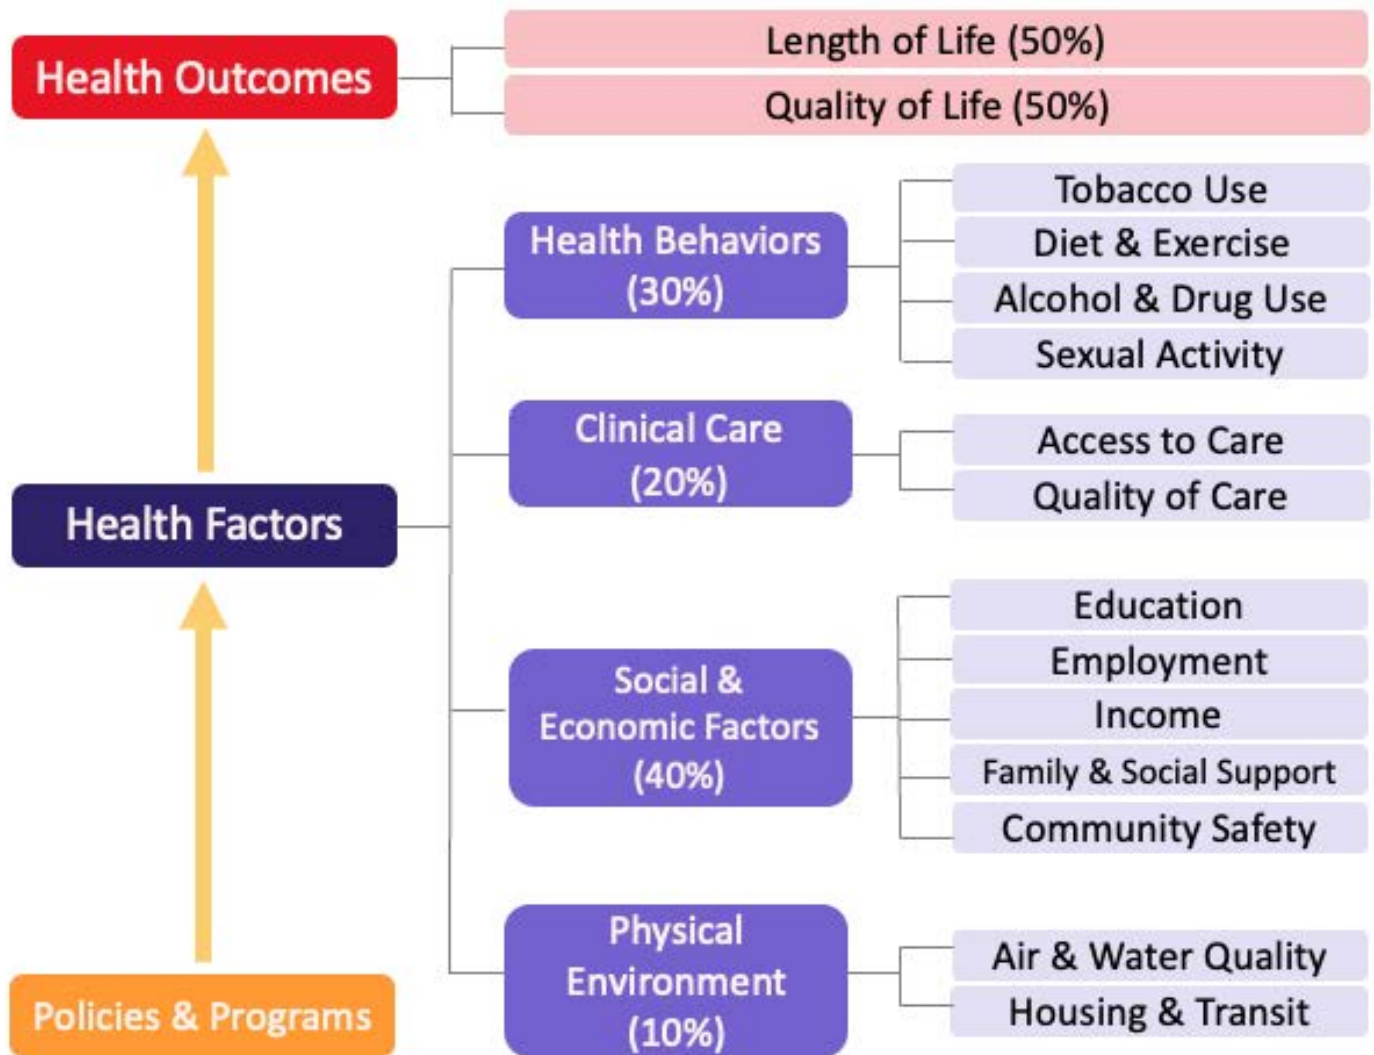 Health Outcomes
Length of Life (50%)
Quality of Life (50%)
Health Factors
Health Behaviors
(30%)
Tobacco Use
Diet & Exercise
Alcohol & Drug Use
Sexual Activity
Clinical Care
(20%)
Access to Care
Quality of Care
Social &
Economic Factors
(40%)
Education
Employment
Income
Family & Social Support
Community Safety
Physical
Environment
(10%)
Air & Water Quality
Housing & Transit
Policies & Programs